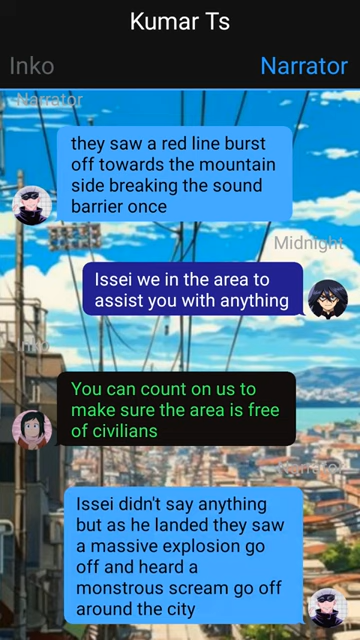 Kumar Ts
Inko
Narrator
Narrator
they saw a red line burst
off towards the mountain
side breaking the sound
barrier once
Midnight
Issei we in the area to
assist you with anything
Inko
You can count on us to
make sure the area is free
of civilians
Narrator
Issei didn't say anything
but as he landed they saw
a massive explosion go
off and heard a
monstrous scream go off
around the city